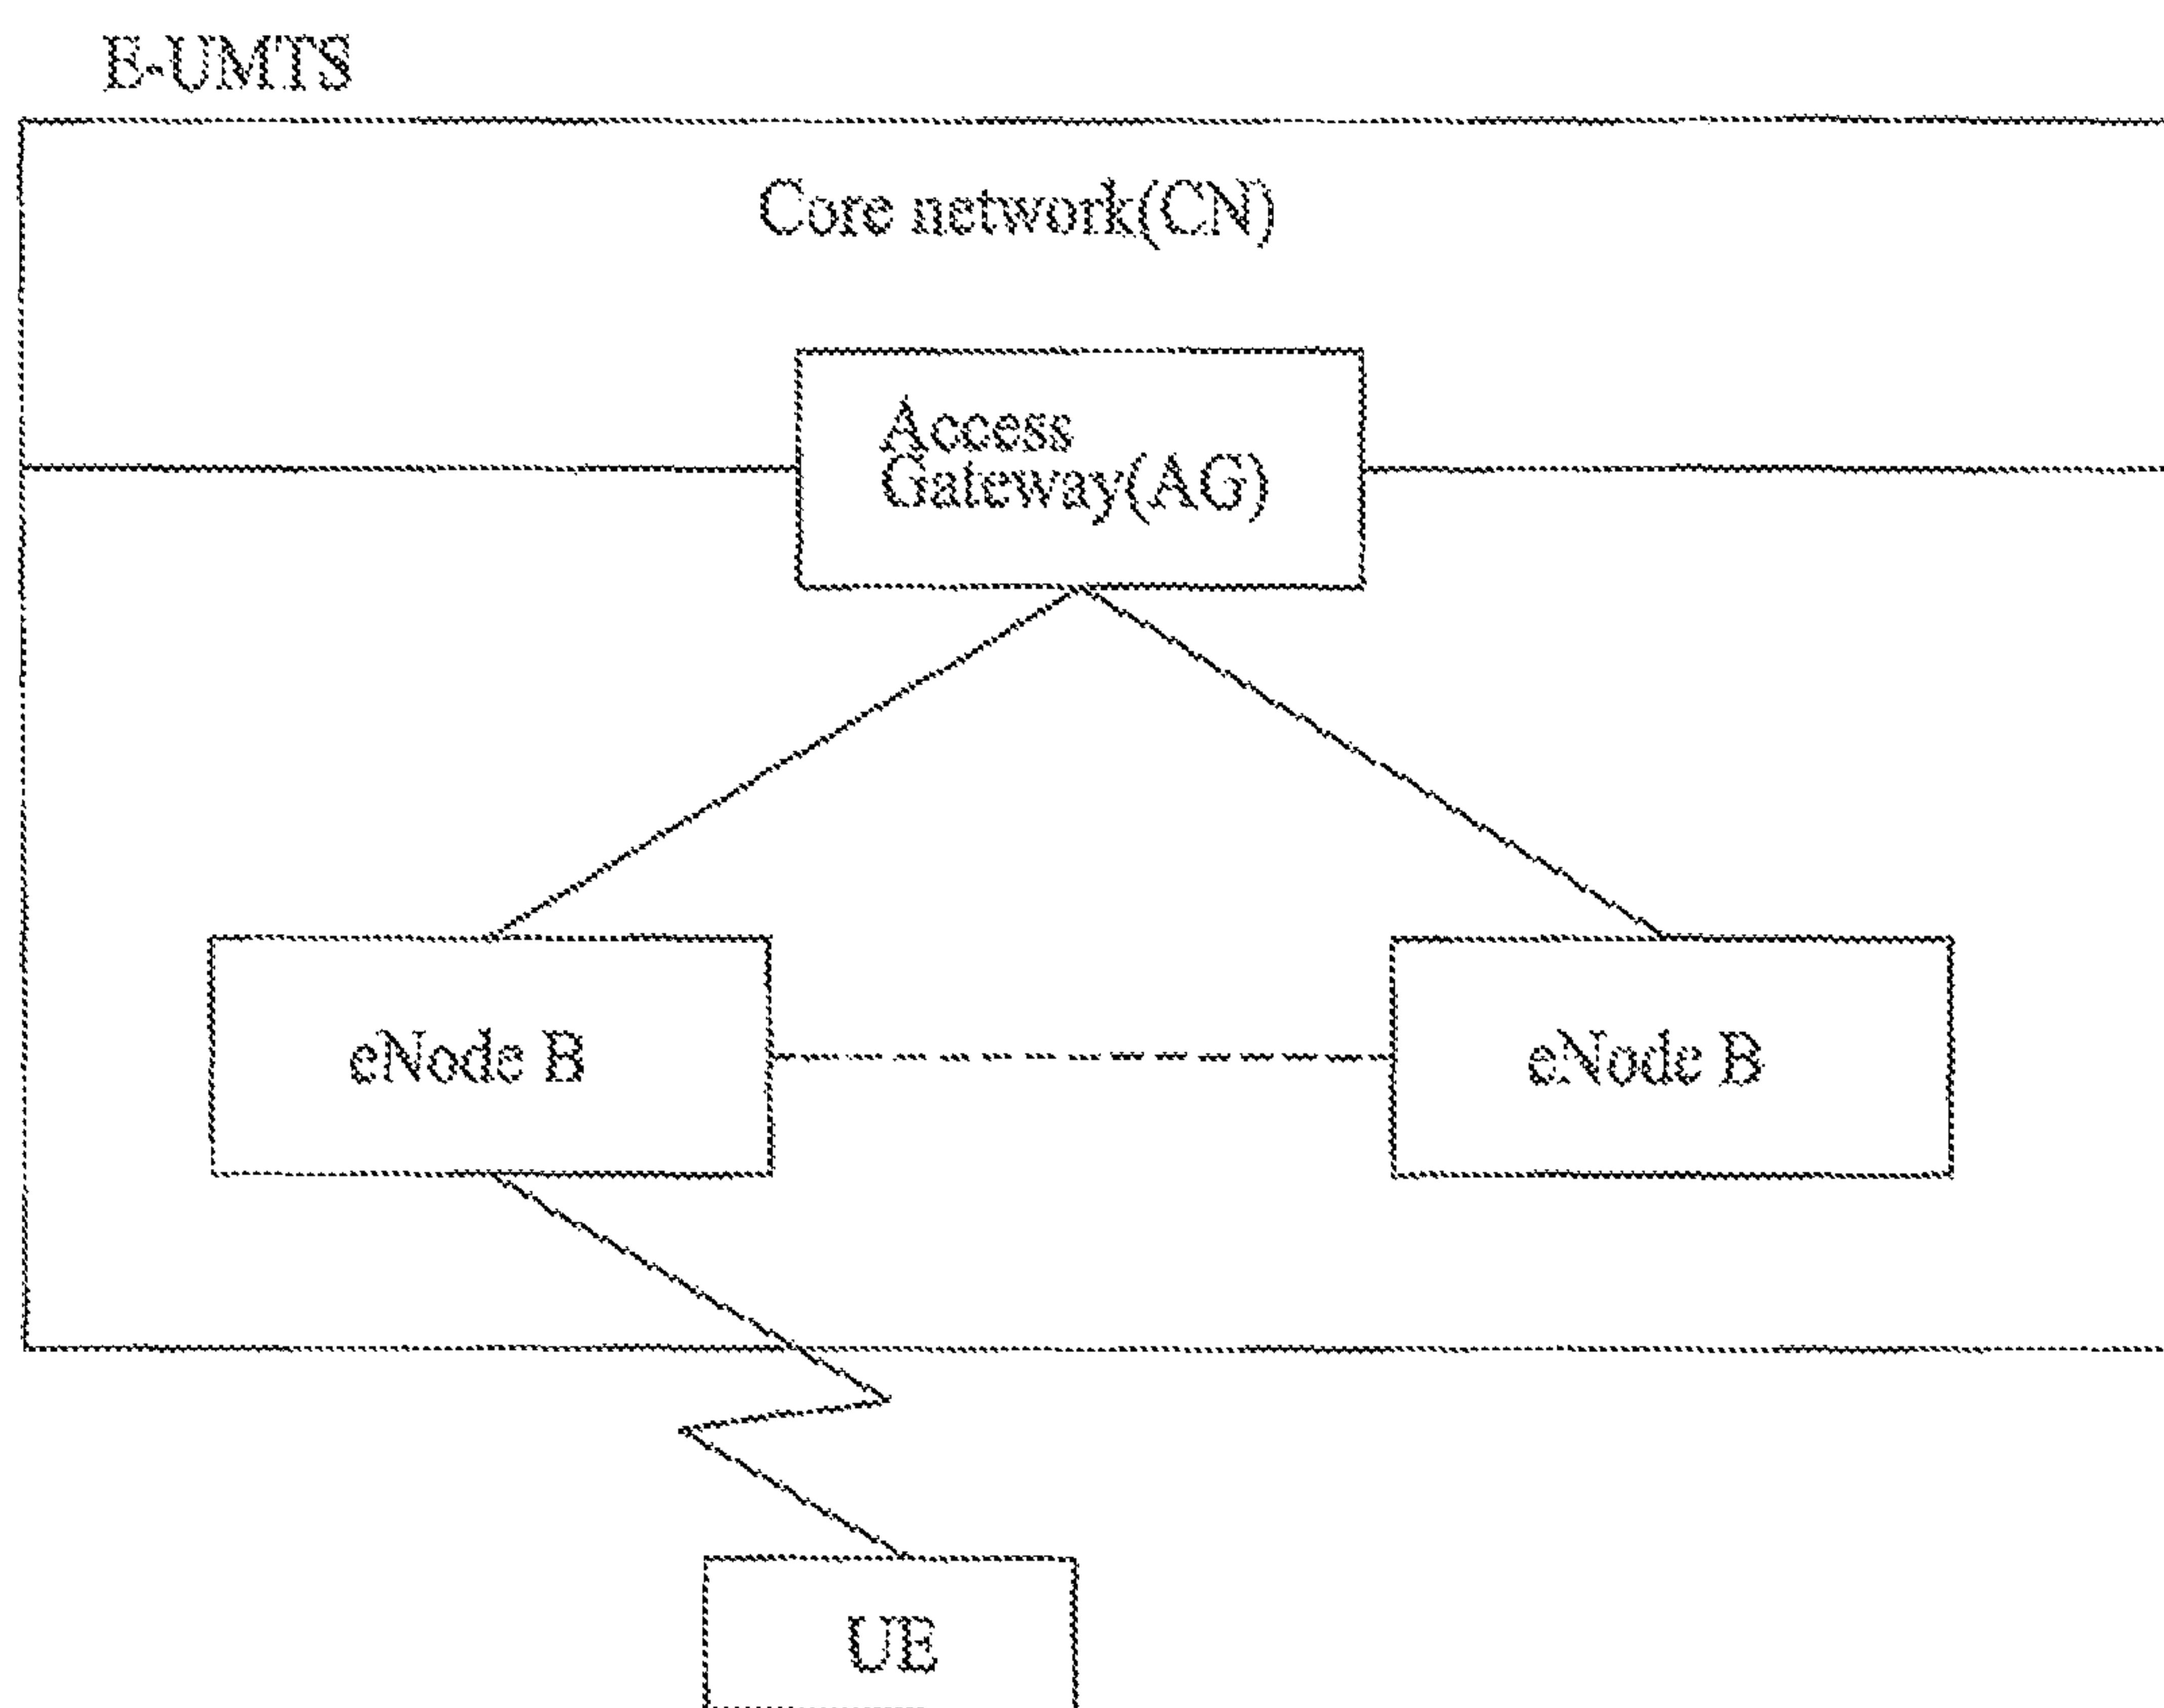 E-UMTS
Core network(CN)
Access
Gateway(AG)
eNode B
eNode B
UE